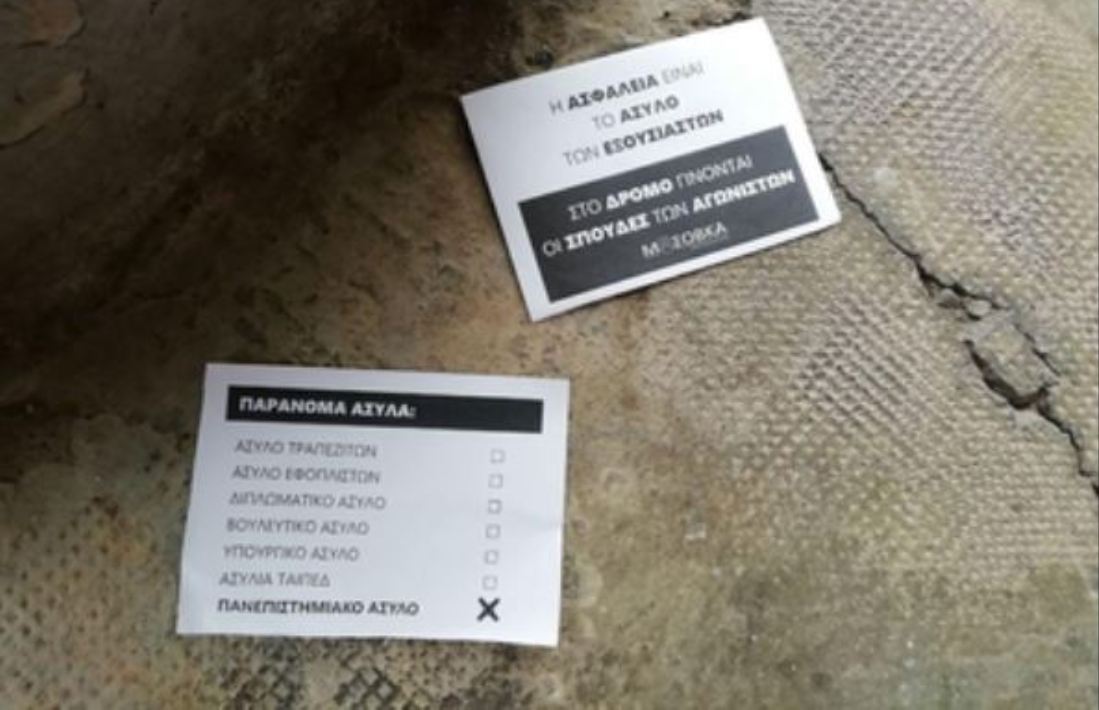 Η ΑΣΦΑΛΕΙΑ ΕΙΝΑΙ
ΤΟ ΑΣΥΛΟ
ΤΩΝ ΕΞΟΥΣΙΑΣΤΩΝ
ΣΤΟ ΔΡΟΜΟ ΓΙΝΟΝΤΑΙ
ΟΙ ΣΠΟΥΔΕΣ ΤΩΝ ΑΓΩΝΙΣΤΩΝ
ΠΑΡΑΝΟΜΑ ΑΣΥΛΑ:
ΑΣΥΛΟ ΤΡΑΠΕΖΙΤΩΝ
ΑΣΥΛΟ ΕΦΟΠΛΙΣΤΩΝ
ΔΙΠΛΩΜΑΤΙΚΟ ΑΣΥΛΟ
ΒΟΥΛΕΥΤΙΚΟ ΑΣΥΛΟ
ΥΠΟΥΡΓΙΚΟ ΑΣΥΛΟ
ΑΣΥΛΙΑ ΤΑΙΠΕΔ
ΠΑΝΕΠΙΣΤΗΜΙΑΚΟ ΑΣΥΛΟ